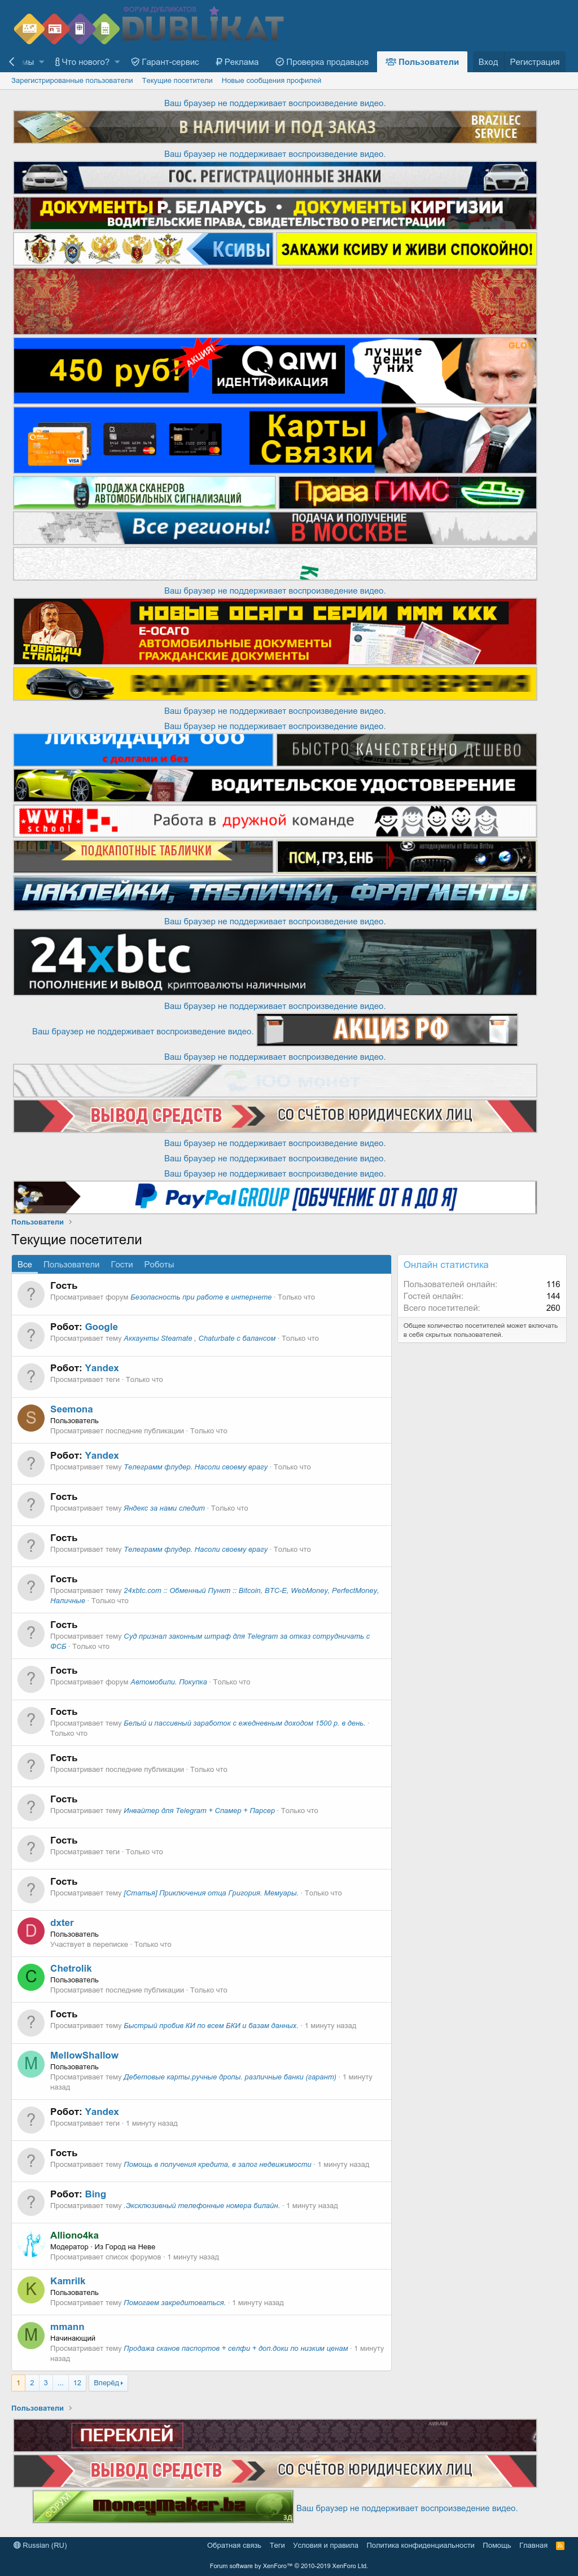 ФОРУМ ДУБЛИКАТОВ
DUBLIKAT
мы
Что нового?
Гарант-сервис
Реклама
Проверка продавцов
Пользователи
Вход
Регистрация
Зарегистрированные пользователи
Текущие посетители
Новые сообщения профилей
Ваш браузер не поддерживает воспроизведение видео.
В НАЛИЧИИ И ПОД ЗАКАЗ
BRAZILEC SERVICE
Ваш браузер не поддерживает воспроизведение видео.
ГОС. РЕГИСТРАЦИОННЫЕ ЗНАКИ
ДОКУМЕНТЫ Р. БЕЛАРУСЬ • ДОКУМЕНТЫ КИРГИЗИИ
ВОДИТЕЛЬСКИЕ ПРАВА, СВИДЕТЕЛЬСТВО О РЕГИСТРАЦИИ
Ксивы
ЗАКАЖИ КСИВУ И ЖИВИ СПОКОЙНО!
450 руб
АКЦИЯ!
QIWI
ИДЕНТИФИКАЦИЯ
лучшие цены у них
Карты
Связки
ПРОДАЖА СКАНЕРОВ
АВТОМОБИЛЬНЫХ СИГНАЛИЗАЦИЙ
Права ГИМС
Все регионы!
ПОДАЧА И ПОЛУЧЕНИЕ
В МОСКВЕ
Ваш браузер не поддерживает воспроизведение видео.
ТОВАРИЩ СТАЛИН
НОВЫЕ ОСАГО СЕРИИ МММ ККК
Е-ОСАГО
АВТОМОБИЛЬНЫЕ ДОКУМЕНТЫ
ГРАЖДАНСКИЕ ДОКУМЕНТЫ
ВОДИТЕЛЬСКИЕ УДОСТОВЕРЕНИЯ
Ваш браузер не поддерживает воспроизведение видео.
Ваш браузер не поддерживает воспроизведение видео.
ЛИКВИДАЦИЯ ООО
с долгами и без
БЫСТРО КАЧЕСТВЕННО ДЕШЕВО
ВОДИТЕЛЬСКОЕ УДОСТОВЕРЕНИЕ
WWH school
Работа в дружной команде
ПОДКАПОТНЫЕ ТАБЛИЧКИ
ПСМ, ГРЗ, ЕНБ
НАКЛЕЙКИ, ТАБЛИЧКИ, ФРАГМЕНТЫ
Ваш браузер не поддерживает воспроизведение видео.
24xbtc
ПОПОЛНЕНИЕ И ВЫВОД криптовалюты наличными
Ваш браузер не поддерживает воспроизведение видео.
Ваш браузер не поддерживает воспроизведение видео.
АКЦИЗ РФ
Ваш браузер не поддерживает воспроизведение видео.
100 монет
ВЫВОД СРЕДСТВ
СО СЧЁТОВ ЮРИДИЧЕСКИХ ЛИЦ
Ваш браузер не поддерживает воспроизведение видео.
Ваш браузер не поддерживает воспроизведение видео.
Ваш браузер не поддерживает воспроизведение видео.
PayPal GROUP [ОБУЧЕНИЕ ОТ А ДО Я]
Пользователи
Текущие посетители
Все
Пользователи
Гости
Роботы
Гость
Просматривает форум Безопасность при работе в интернете · Только что
Робот: Google
Просматривает тему Аккаунты Steamate , Chaturbate с балансом · Только что
Робот: Yandex
Просматривает теги · Только что
S
Seemona
Пользователь
Просматривает последние публикации · Только что
Робот: Yandex
Просматривает тему Телеграмм флудер. Насоли своему врагу · Только что
Гость
Просматривает тему Яндекс за нами следит · Только что
Гость
Просматривает тему Телеграмм флудер. Насоли своему врагу · Только что
Гость
Просматривает тему 24xbtc.com :: Обменный Пункт :: Bitcoin, BTC-E, WebMoney, PerfectMoney,
Наличные · Только что
Гость
Просматривает тему Суд признал законным штраф для Telegram за отказ сотрудничать с
ФСБ · Только что
Гость
Просматривает форум Автомобили. Покупка · Только что
Гость
Просматривает тему Белый и пассивный заработок с ежедневным доходом 1500 р. в день. ·
Только что
Гость
Просматривает последние публикации · Только что
Гость
Просматривает тему Инвайтер для Telegram + Спамер + Парсер · Только что
Гость
Просматривает теги · Только что
Гость
Просматривает тему [Статья] Приключения отца Григория. Мемуары. · Только что
D
dxter
Пользователь
Участвует в переписке · Только что
C
Chetrolik
Пользователь
Просматривает последние публикации · Только что
Гость
Просматривает тему Быстрый пробив КИ по всем БКИ и базам данных. · 1 минуту назад
M
MellowShallow
Пользователь
Просматривает тему Дебетовые карты.ручные дропы. различные банки (гарант) · 1 минуту
назад
Робот: Yandex
Просматривает теги · 1 минуту назад
Гость
Просматривает тему Помощь в получения кредита, в залог недвижимости · 1 минуту назад
Робот: Bing
Просматривает тему .Эксклюзивный телефонные номера билайн. · 1 минуту назад
Alliono4ka
Модератор · Из Город на Неве
Просматривает список форумов · 1 минуту назад
K
Kamrilk
Пользователь
Просматривает тему Помогаем закредитоваться. · 1 минуту назад
M
mmann
Начинающий
Просматривает тему Продажа сканов паспортов + селфи + доп.доки по низким ценам · 1 минуту
назад
1 2 3 ... 12 Вперёд
Онлайн статистика
Пользователей онлайн: 116
Гостей онлайн: 144
Всего посетителей: 260
Общее количество посетителей может включать
в себя скрытых пользователей.
Пользователи
ПЕРЕКЛЕЙ
ВЫВОД СРЕДСТВ
СО СЧЁТОВ ЮРИДИЧЕСКИХ ЛИЦ
ФОРУМ
MoneyMaker.bz
Ваш браузер не поддерживает воспроизведение видео.
Russian (RU)
Обратная связь
Теги
Условия и правила
Политика конфиденциальности
Помощь
Главная
Forum software by XenForo™ © 2010-2019 XenForo Ltd.